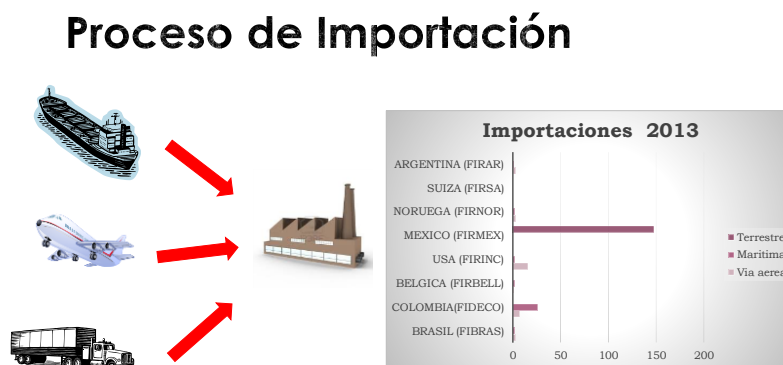 Proceso de Importación
Importaciones 2013
ARGENTINA (FIRAR)
SUIZA (FIRSA)
NORUEGA (FIRNOR)
MEXICO (FIRMEX)
USA (FIRINC)
BELGICA (FIRBELL)
COLOMBIA(FIDECO)
BRASIL (FIBRAS)
0 50 100 150 200
Terrestre
Maritima
Via aerea